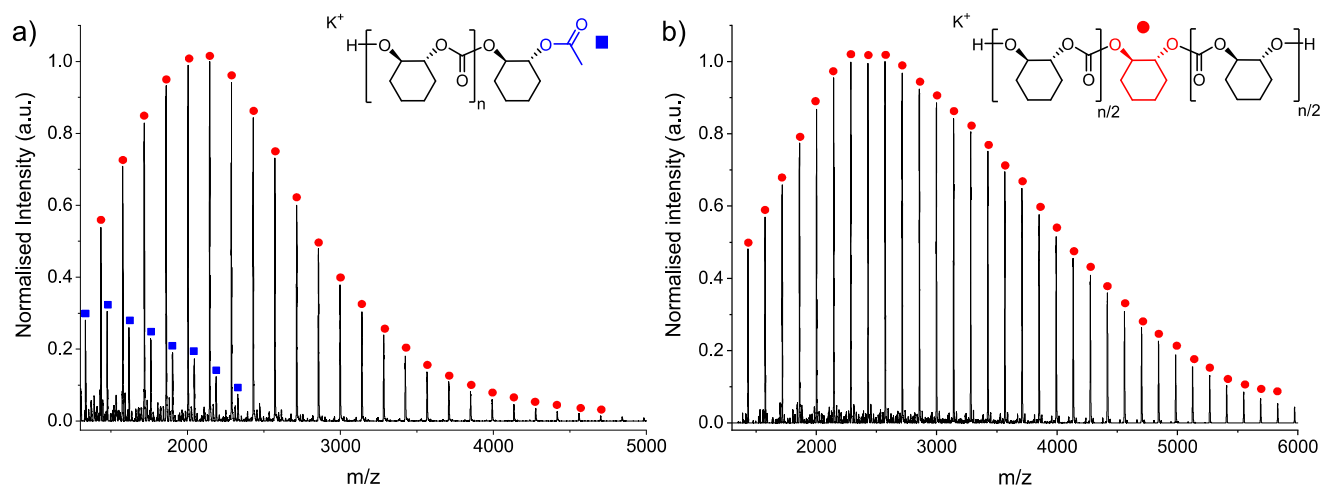 a)
K+
H O O O O O O
O
n
Normalised Intensity (a.u.)
1.0
0.8
0.6
0.4
0.2
0.0
2000 3000 4000 5000
m/z
b)
K+
H O O O O O O O H
O O
n/2 n/2
Normalised intensity (a.u.)
1.0
0.8
0.6
0.4
0.2
0.0
2000 3000 4000 5000 6000
m/z